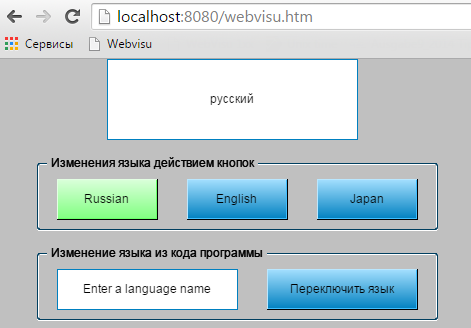 localhost:8080/webvisu.htm
Сервисы Webvisu
русский
Изменения языка действием кнопок
Russian English Japan
Изменение языка из кода программы
Enter a language name Переключить язык